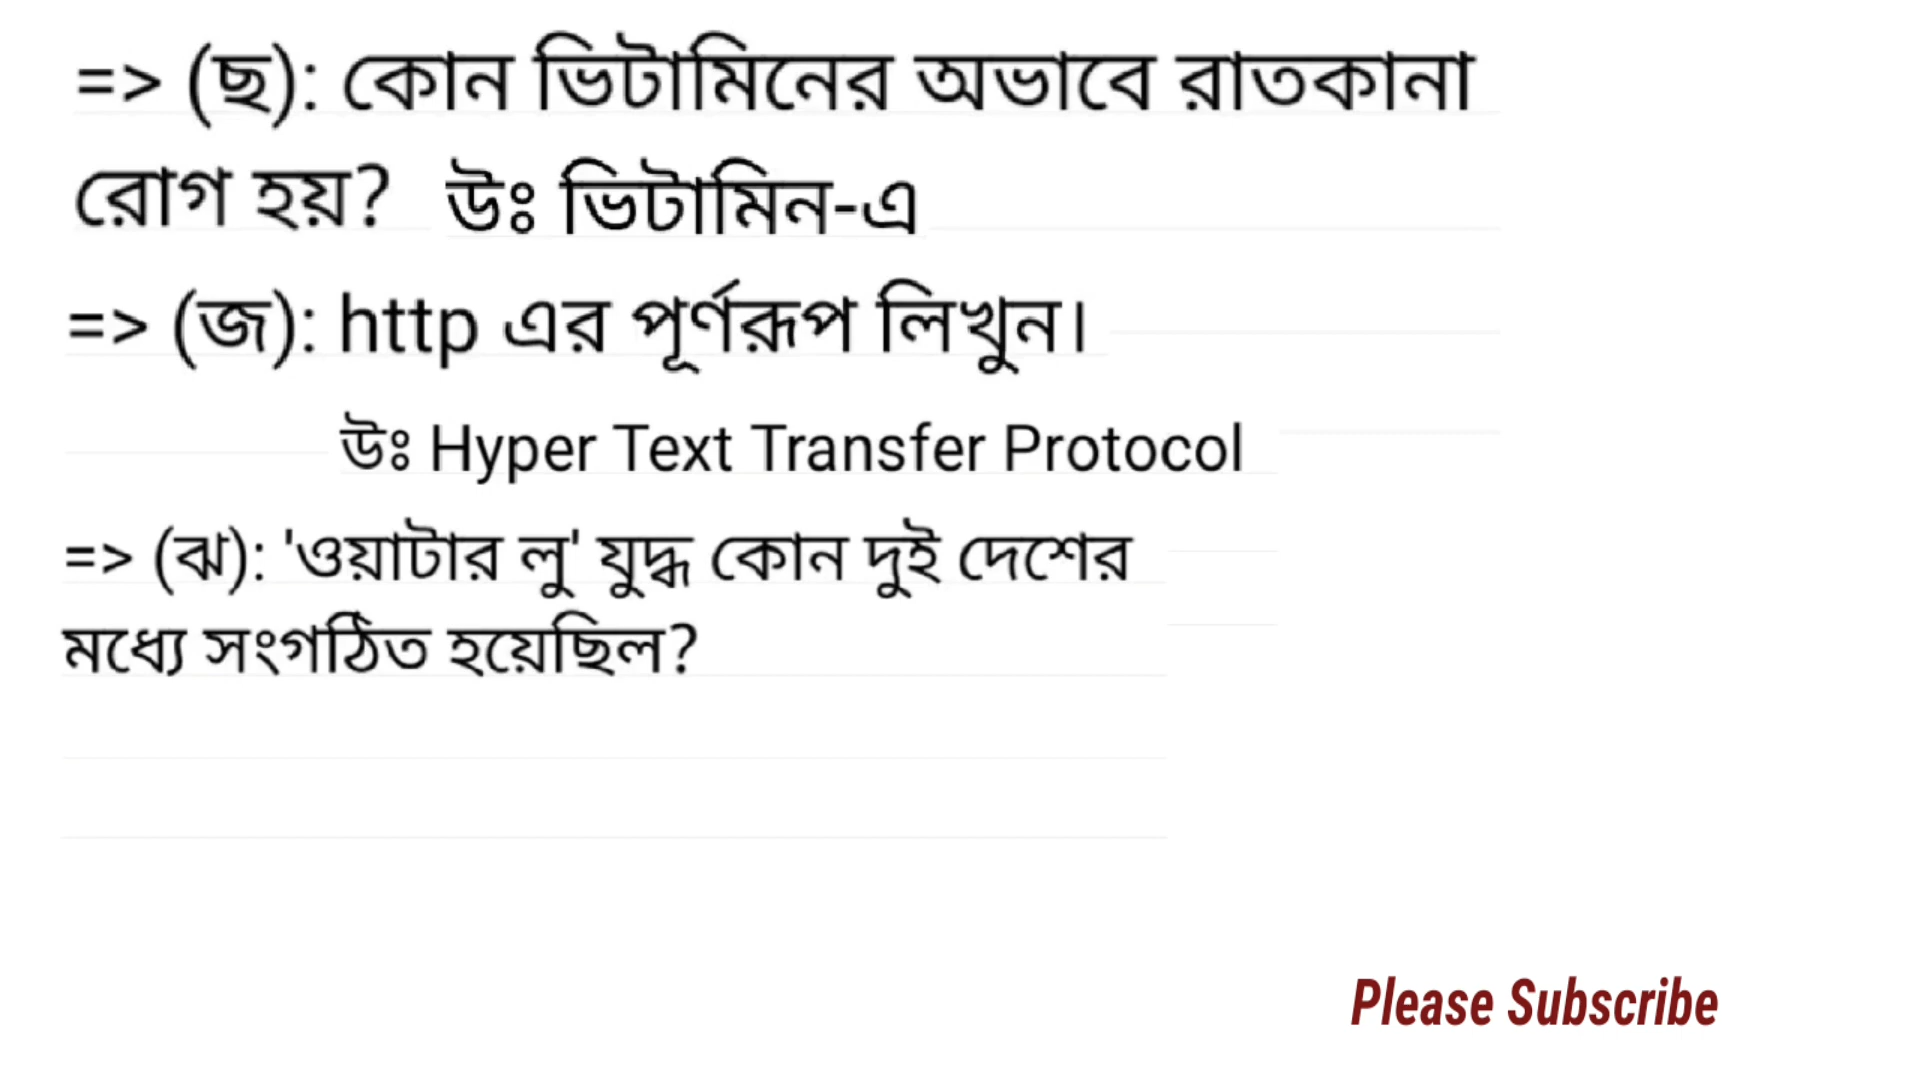 => (ছ): কোন ভিটামিনের অভাবে রাতকানা
রোগ হয়? উঃ ভিটামিন-এ
=> (জ): http এর পূর্ণরূপ লিখুন।
উঃ Hyper Text Transfer Protocol
=> (ঝ): 'ওয়াটার লু' যুদ্ধ কোন দুই দেশের
মধ্যে সংগঠিত হয়েছিল?
Please Subscribe